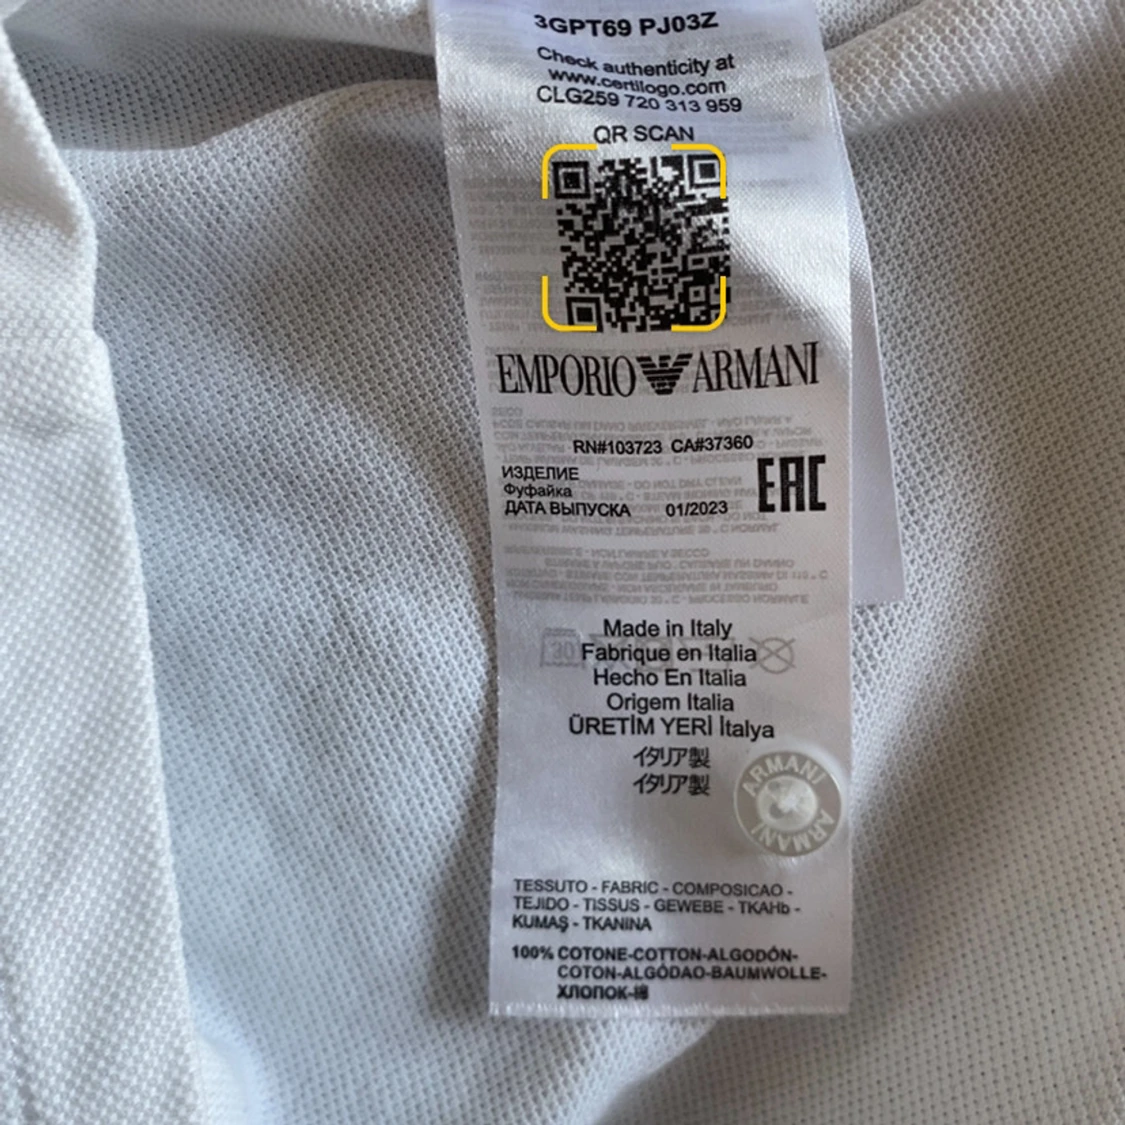 3GPT69 PJ03Z
Check authenticity at
www.certilogo.com
CLG259 720 313 959
QR SCAN
EMPORIO ARMANI
RN#103723 CA#37360
ИЗДЕЛИЕ
Фуфайка
ДАТА ВЫПУСКА 01/2023
EAC
Made in Italy
Fabrique en Italia
Hecho En Italia
Origem Italia
ÜRETİM YERİ İtalya
イタリア製
イタリア製
ARMANI
ARMANI
TESSUTO - FABRIC - COMPOSICAO -
TEJIDO - TISSUS - GEWEBE - TKAHb -
KUMAŞ - TKANINA
100% COTONE-COTTON-ALGODÓN-
COTON-ALGÓDAO-BAUMWOLLE-
ХЛОПОК-綿